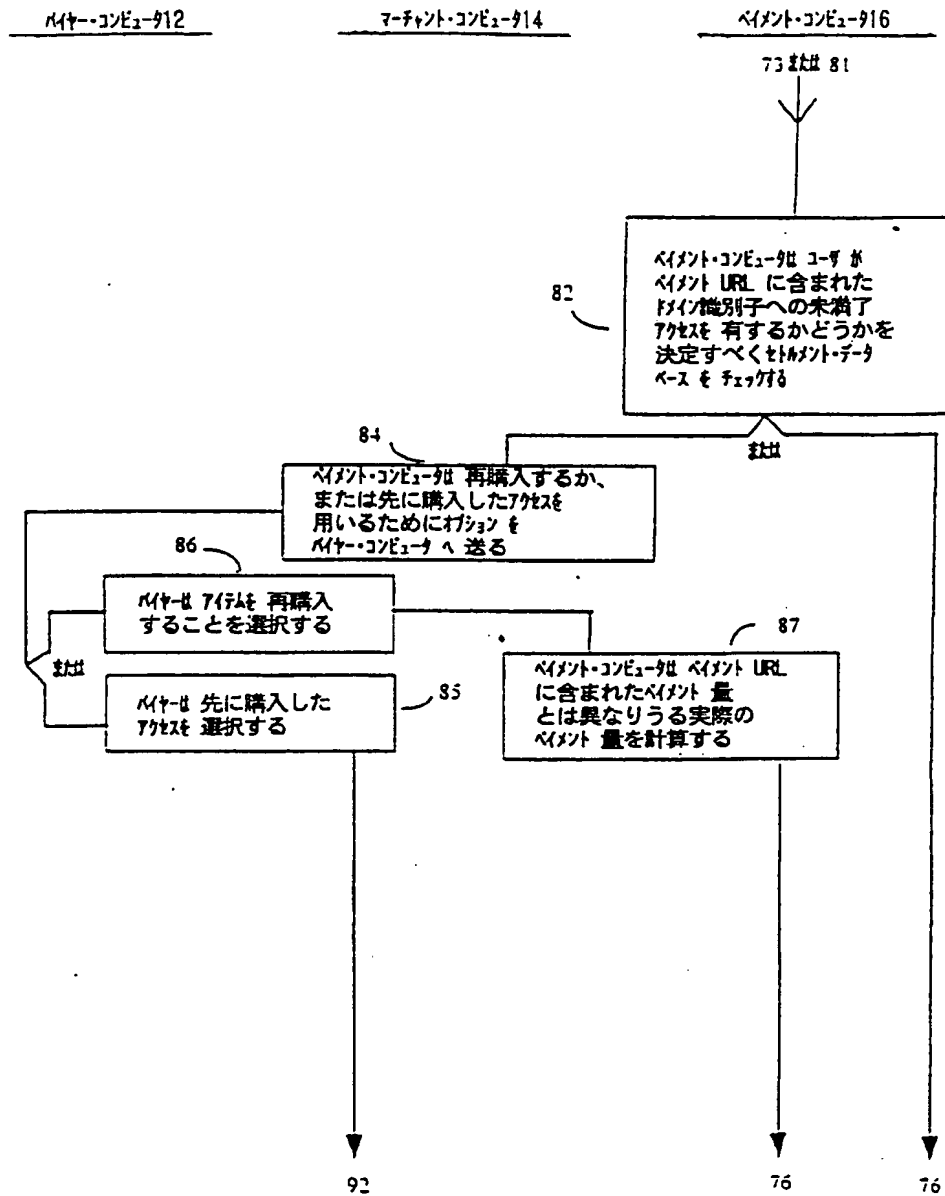 バイヤー・コンピュータ12
マーチャント・コンピュータ14
ペイメント・コンピュータ16
73または 81
82
ペイメント・コンピュータは ユーザ が
ペイメント URL に含まれた
ドメイン識別子への未満了
アクセスを 有するかどうかを
決定すべくセトルメント・データ
ベース を チェックする
または
84
ペイメント・コンピュータは 再購入するか、
または先に購入したアクセスを
用いるためにオプション を
バイヤー・コンピュータ へ 送る
86
バイヤーは アイテムを 再購入
することを選択する
または
バイヤーは 先に購入した
アクセスを 選択する
85
87
ペイメント・コンピュータは ペイメント URL
に含まれたペイメント 量
とは異なりうる実際の
ペイメント 量を計算する
92
76
76